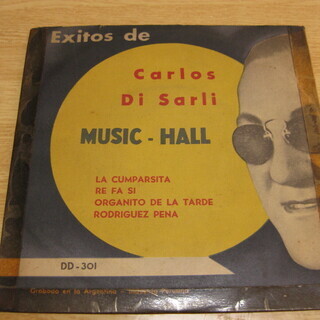 Exitos de
Carlos
Di Sarli
MUSIC - HALL
LA CUMPARSITA
RE FA SI
ORGANITO DE LA TARDE
RODRIGUEZ PENA
DD-301
Grabado en la Argentina